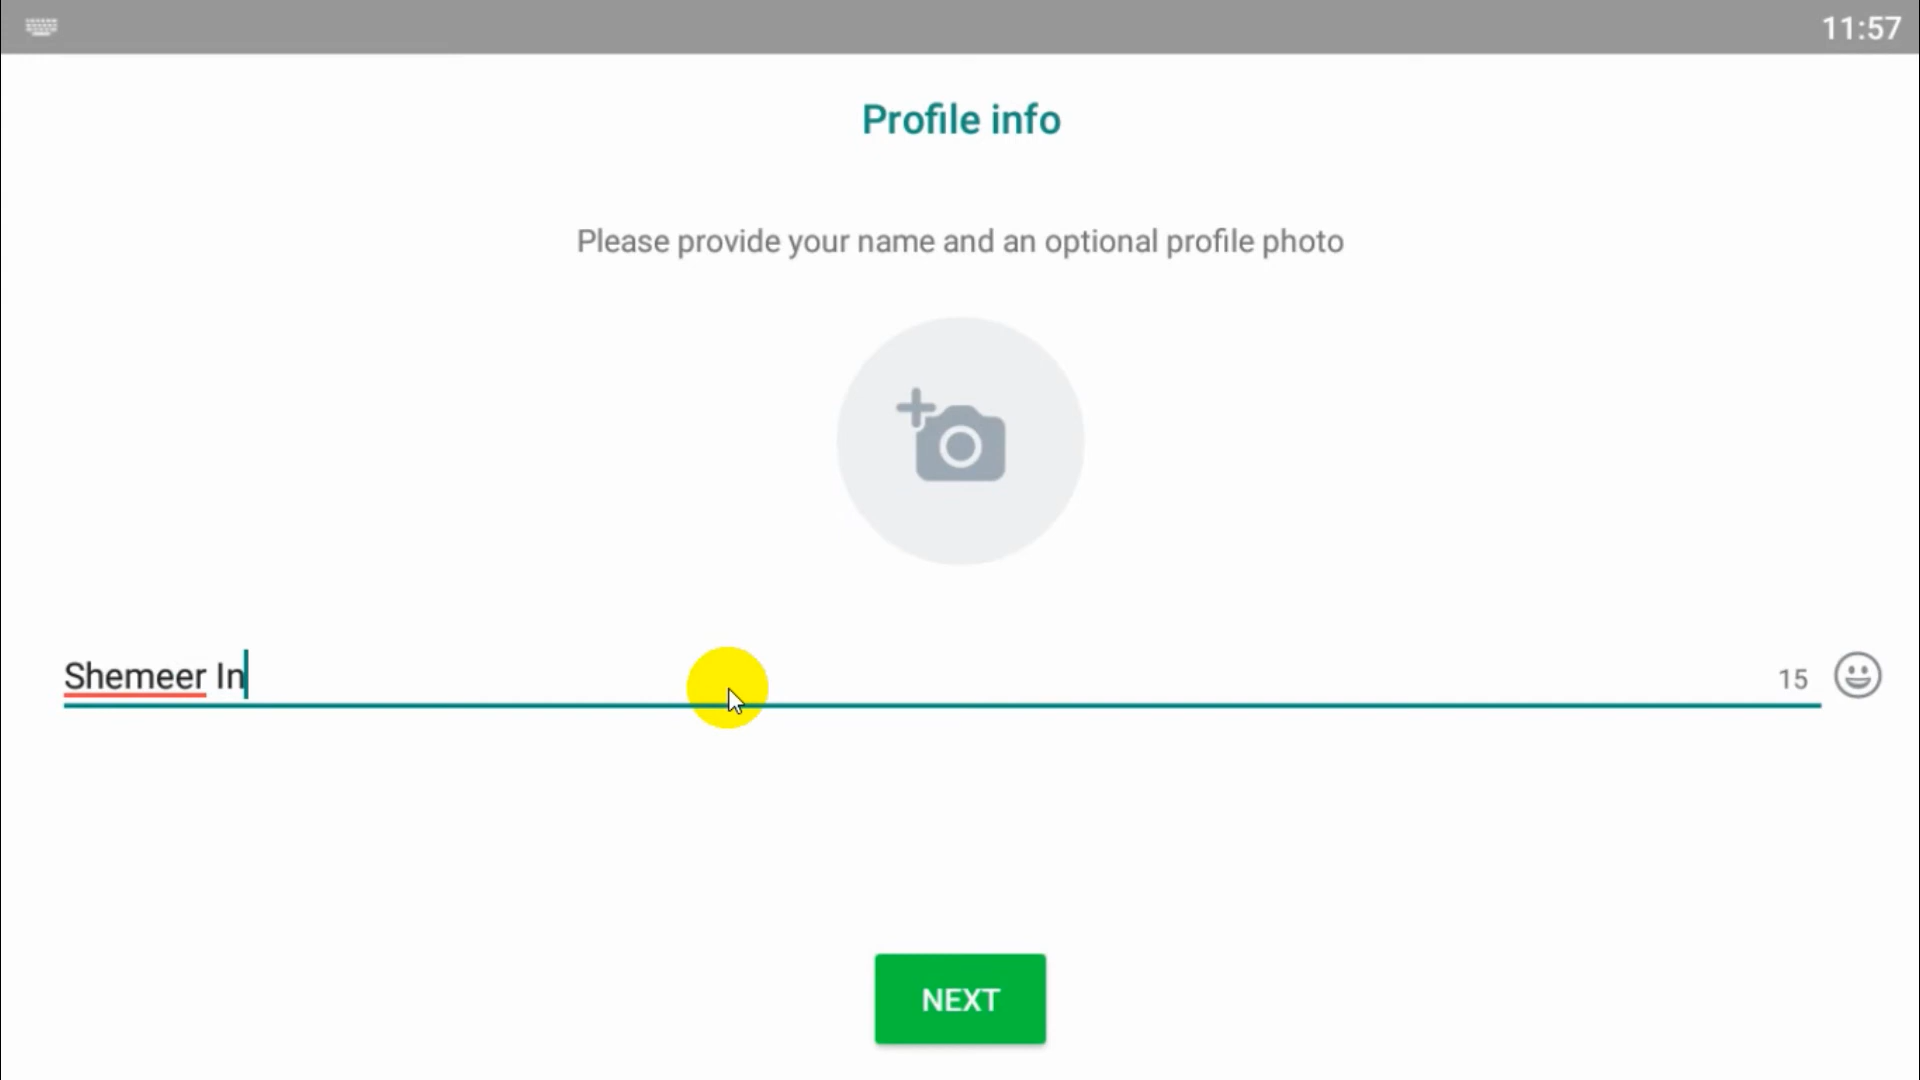 11:57
Profile info
Please provide your name and an optional profile photo
Shemeer In
15
NEXT